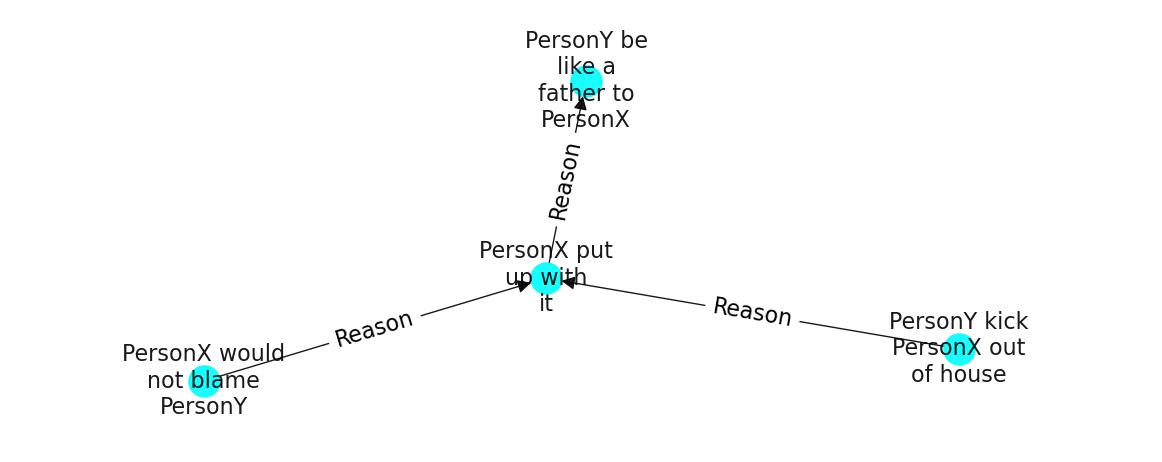 PersonY be
like a
father to
PersonX
Reason
PersonX put
up with
it
Reason
PersonY kick
PersonX out
of house
Reason
PersonX would
not blame
PersonY